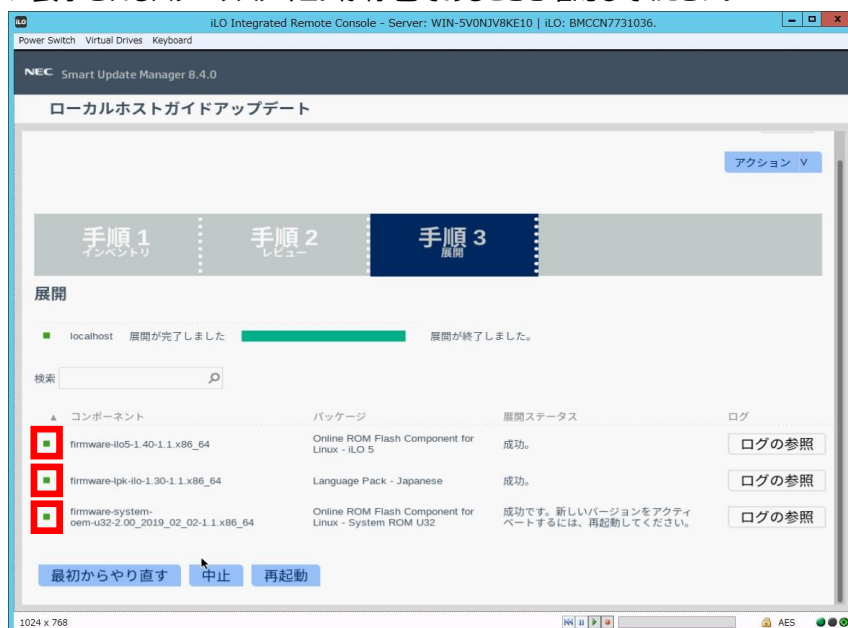 iLO Integrated Remote Console - Server: WIN-5V0NJV8KE10 | iLO: BMCCN7731036.
Power Switch Virtual Drives Keyboard
NEC Smart Update Manager 8.4.0
ローカルホストガイドアップデート
アクション ∨
手順 1
インベントリ
手順 2
レビュー
手順 3
展開
展開
localhost 展開が完了しました 展開が終了しました。
検索
コンポーネント パッケージ 展開ステータス ログ
firmware-ilo5-1.40-1.1.x86_64 Online ROM Flash Component for 成功。 ログの参照
Linux - iLO 5
firmware-lpk-ilo-1.30-1.1.x86_64 Language Pack - Japanese 成功。 ログの参照
firmware-system- Online ROM Flash Component for 成功です。新しいバージョンをアクティ ログの参照
oem-u32-2.00_2019_02_02-1.1.x86_64 Linux - System ROM U32 ベートするには、再起動してください。
最初からやり直す 中止 再起動
1024 x 768 AES